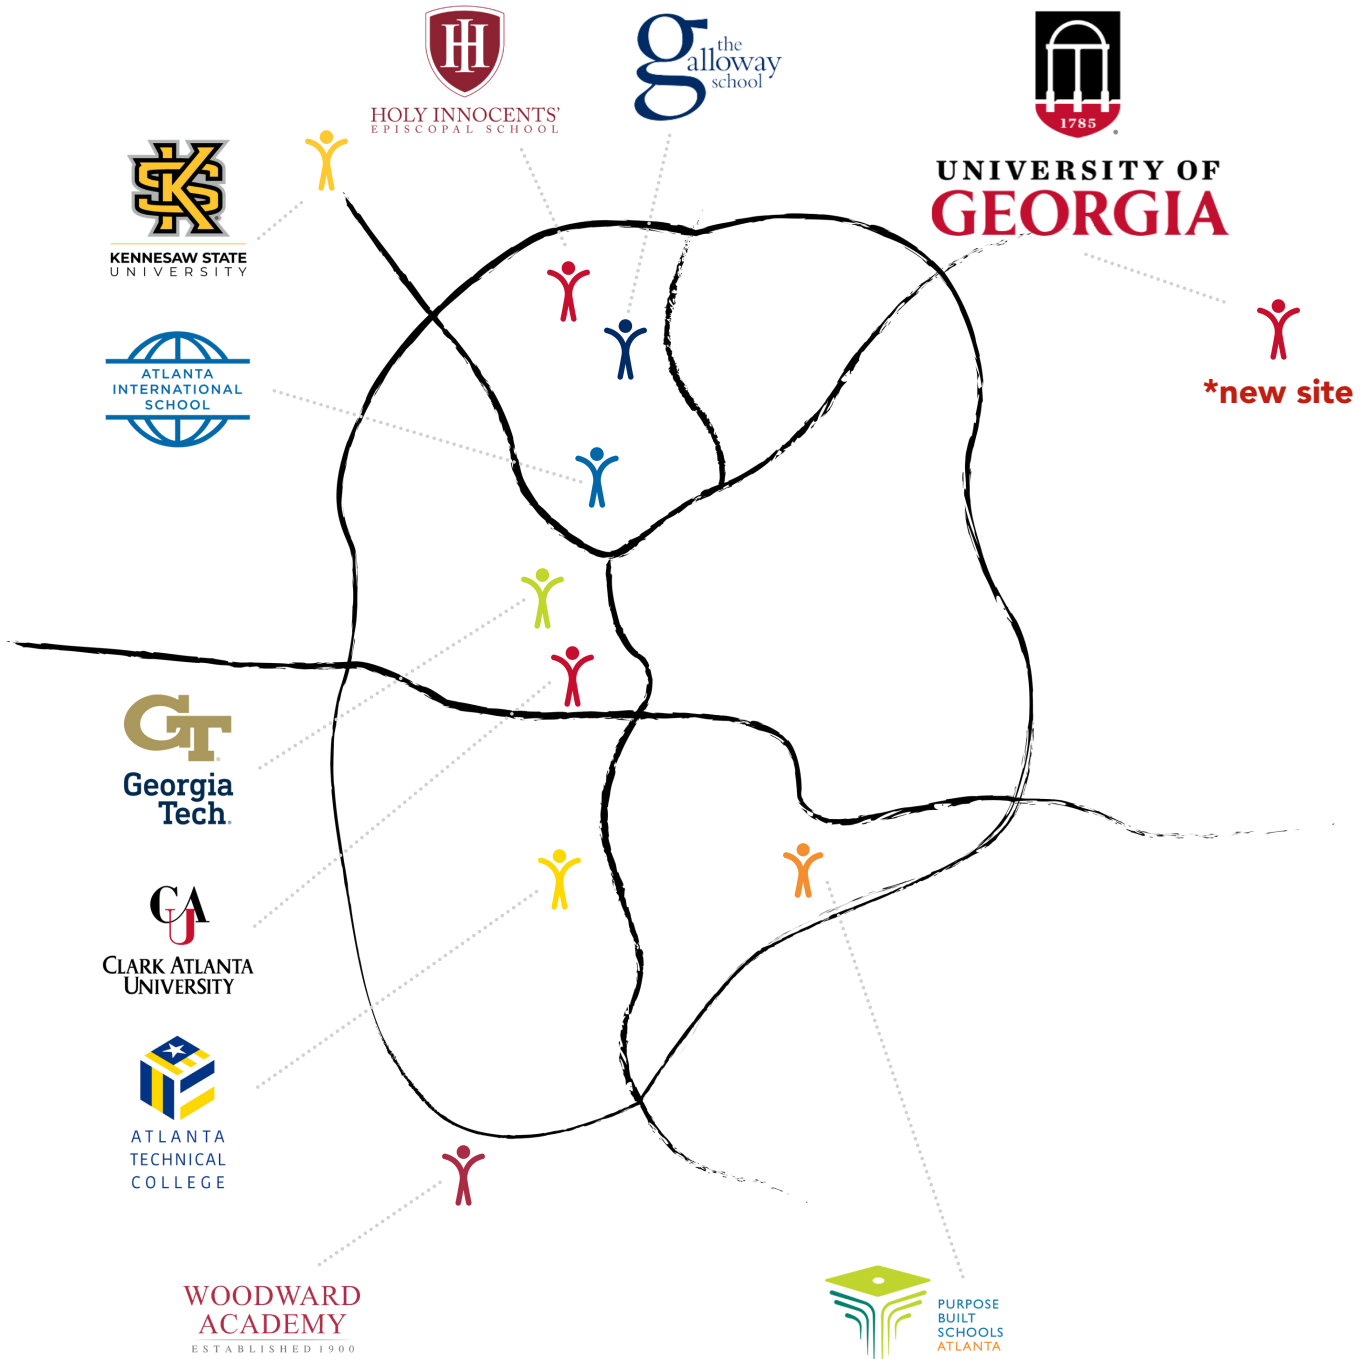 HOLY INNOCENTS'
EPISCOPAL SCHOOL
the
galloway
school
1785
UNIVERSITY OF
GEORGIA
*new site
KENNESAW STATE
UNIVERSITY
ATLANTA
INTERNATIONAL
SCHOOL
GT
Georgia
Tech
CAU
CLARK ATLANTA
UNIVERSITY
ATLANTA
TECHNICAL
COLLEGE
WOODWARD
ACADEMY
ESTABLISHED 1900
PURPOSE
BUILT
SCHOOLS
ATLANTA